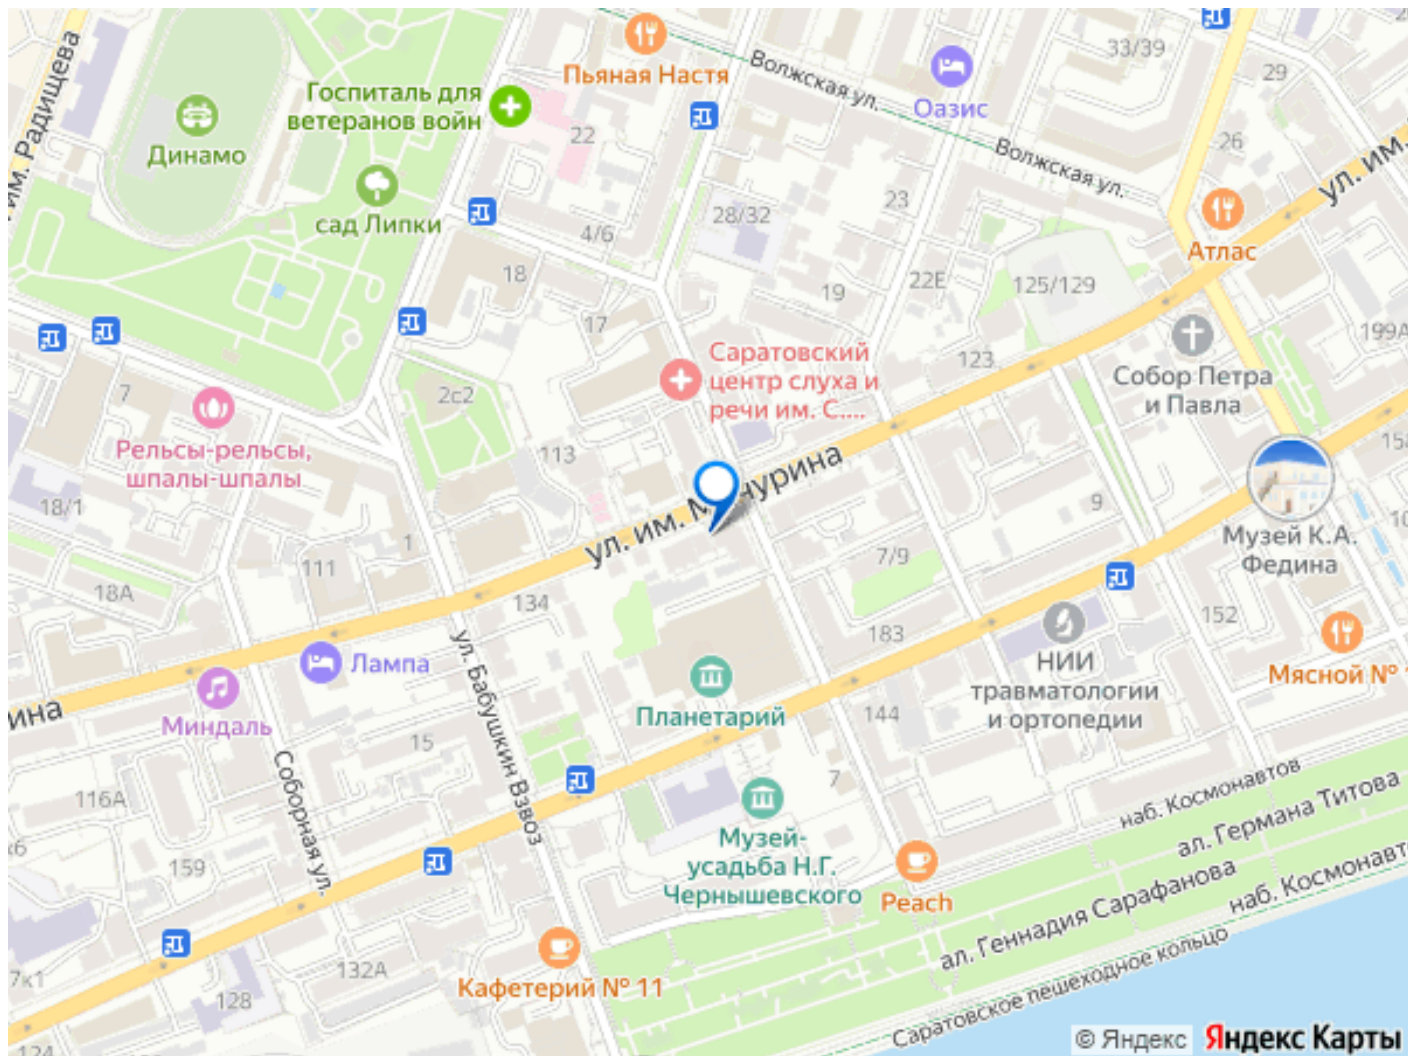 им. Радищева
Динамо
Госпиталь для
ветеранов войн
сад Липки
Пьяная Настя
22
Волжская ул.
Оазис
33/39
29
26
Волжская ул.
ул. им.
Атлас
23
28/32
4/6
18
22Е
125/129
19
17
123
199А
Собор Петра
и Павла
Саратовский
центр слуха и
речи им. С....
7
2с2
Рельсы-рельсы,
шпалы-шпалы
113
18/1
1
111
18А
134
9
7/9
Музей К.А.
Федина
152
183
НИИ
травматологии
и ортопедии
Мясной №
Лампа
Миндаль
ина
ул. Бабушкин Взвоз
Планетарий
144
15
7
116А
Соборная ул.
159
Музей-
усадьба Н.Г.
Чернышевского
Peach
наб. Космонавтов
ал. Германа Титова
ал. Геннадия Сарафанова
наб. Космонавт
Саратовское пешеходное кольцо
Кафетерий № 11
132А
7к1
128
124
© Яндекс
Яндекс Карты